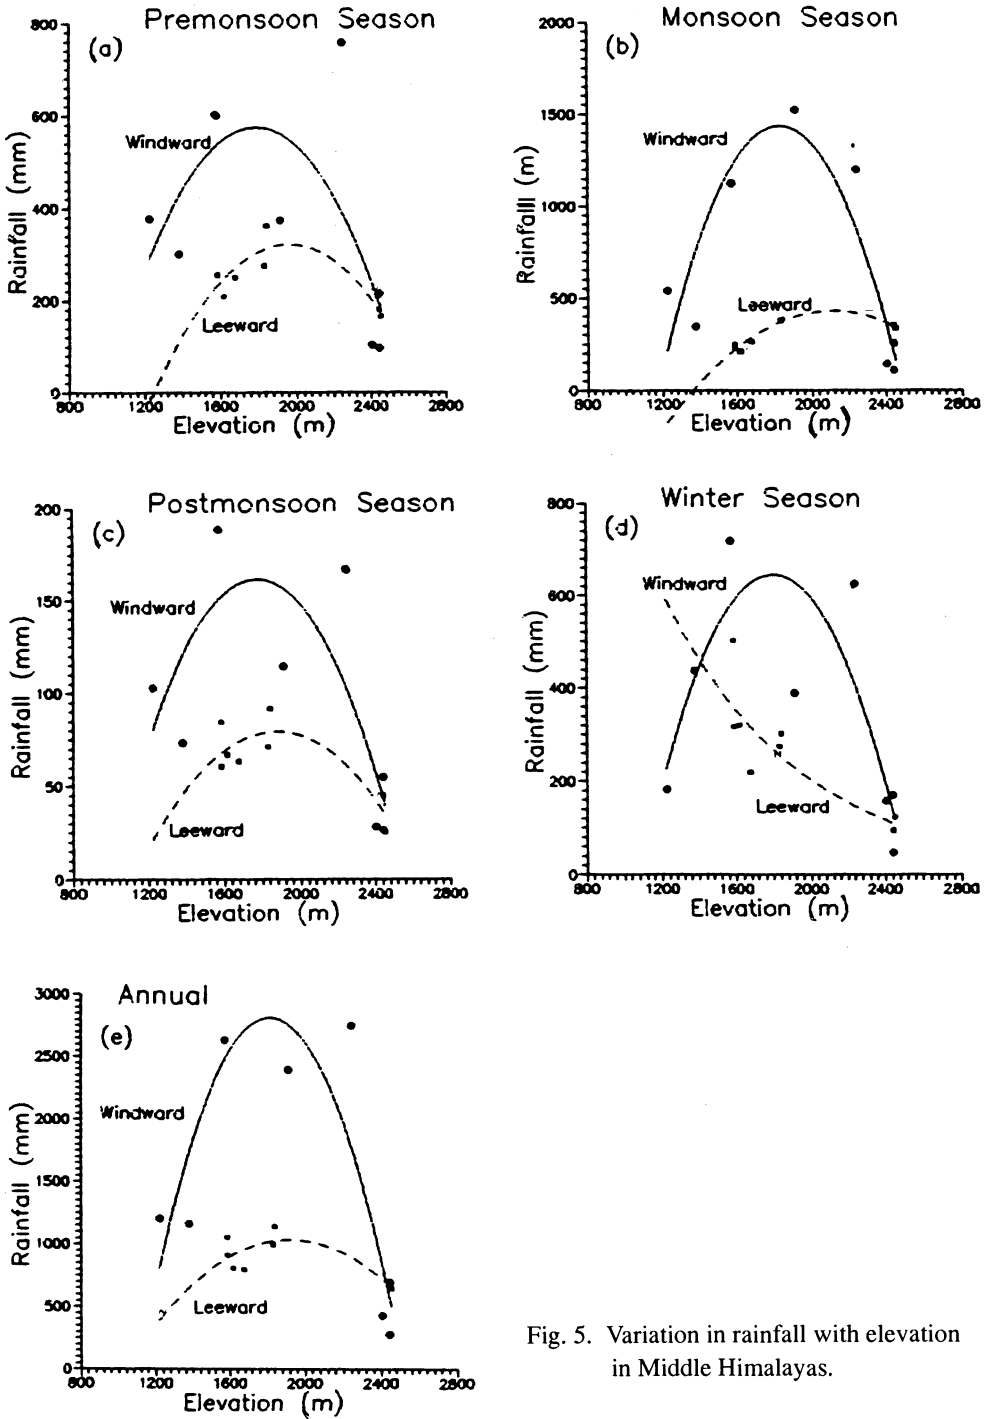 Premonsoon Season
(a)
800
600
400
200
0
Rainfall (mm)
Windward
Leeward
800 1200 1600 2000 2400 2800
Elevation (m)
Monsoon Season
(b)
2000
1500
1000
500
0
Rainfalll (m)
Windward
Leeward
800 1200 1600 2000 2400 2800
Elevation (m)
Postmonsoon Season
(c)
200
150
100
50
0
Rainfall (mm)
Windward
Leeward
800 1200 1600 2000 2400 2800
Elevation (m)
Winter Season
(d)
800
600
400
200
0
Rainfall (mm)
Windward
Leeward
800 1200 1600 2000 2400 2800
Elevation (m)
Annual
(e)
3000
2500
2000
1500
1000
500
0
Rainfall (mm)
Windward
Leeward
800 1200 1600 2000 2400 2800
Elevation (m)
Fig. 5. Variation in rainfall with elevation
in Middle Himalayas.